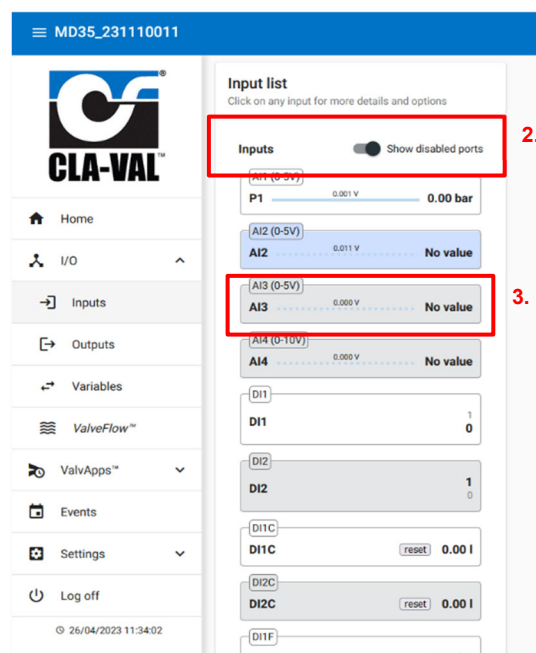 MD35_231110011
CLA-VAL™
Home
I/O
Inputs
Outputs
Variables
ValveFlow™
ValvApps™
Events
Settings
Log off
26/04/2023 11:34:02
Input list
Click on any input for more details and options
Inputs Show disabled ports
2.
AI1 (0-5V)
P1 0.001 V 0.00 bar
AI2 (0-5V)
AI2 0.011 V No value
AI3 (0-5V)
AI3 0.000 V No value
3.
AI4 (0-10V)
AI4 0.000 V No value
DI1
DI1 1
0
DI2
DI2 1
0
DI1C
DI1C reset 0.00 l
DI2C
DI2C reset 0.00 l
DI1F